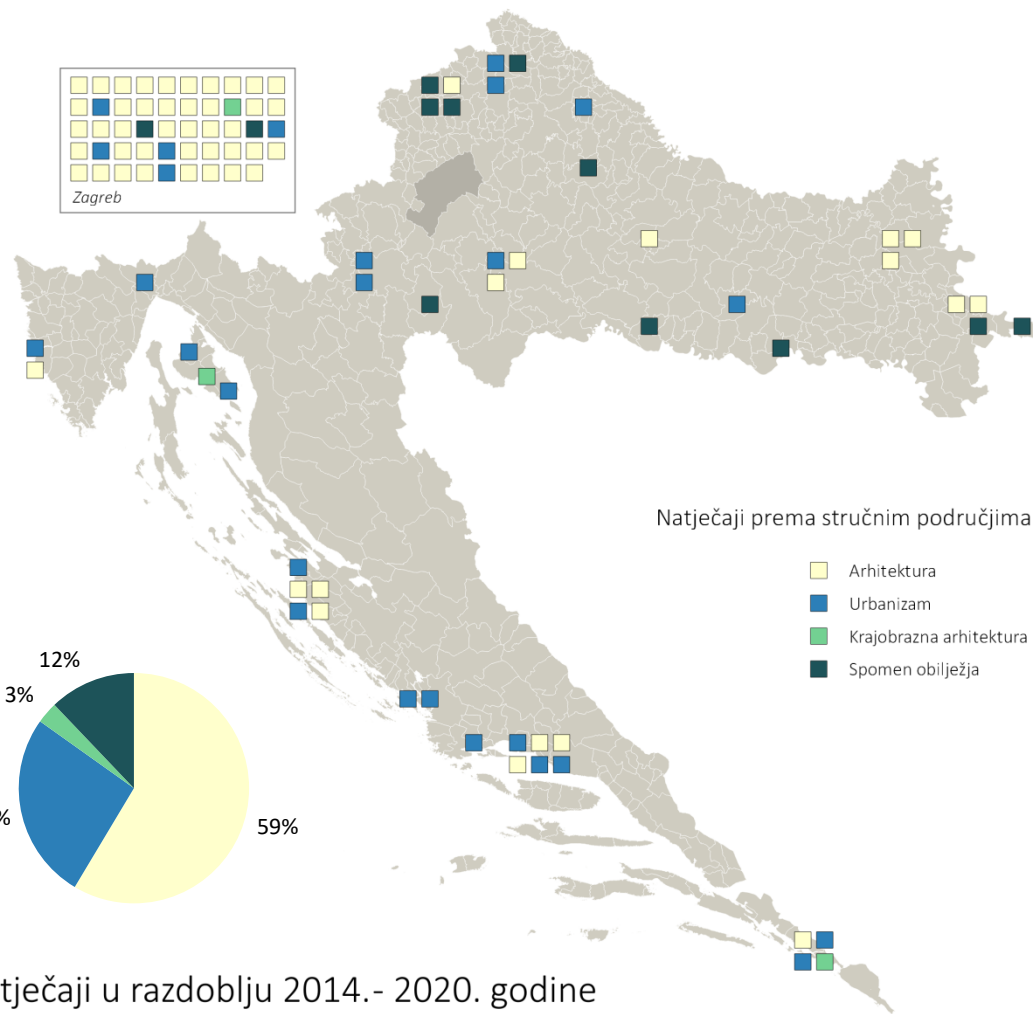 Zagreb
Natječaji prema stručnim područjima
Arhitektura
Urbanizam
Krajobrazna arhitektura
Spomen obilježja
12%
3%
%
59%
tječaji u razdoblju 2014.- 2020. godine